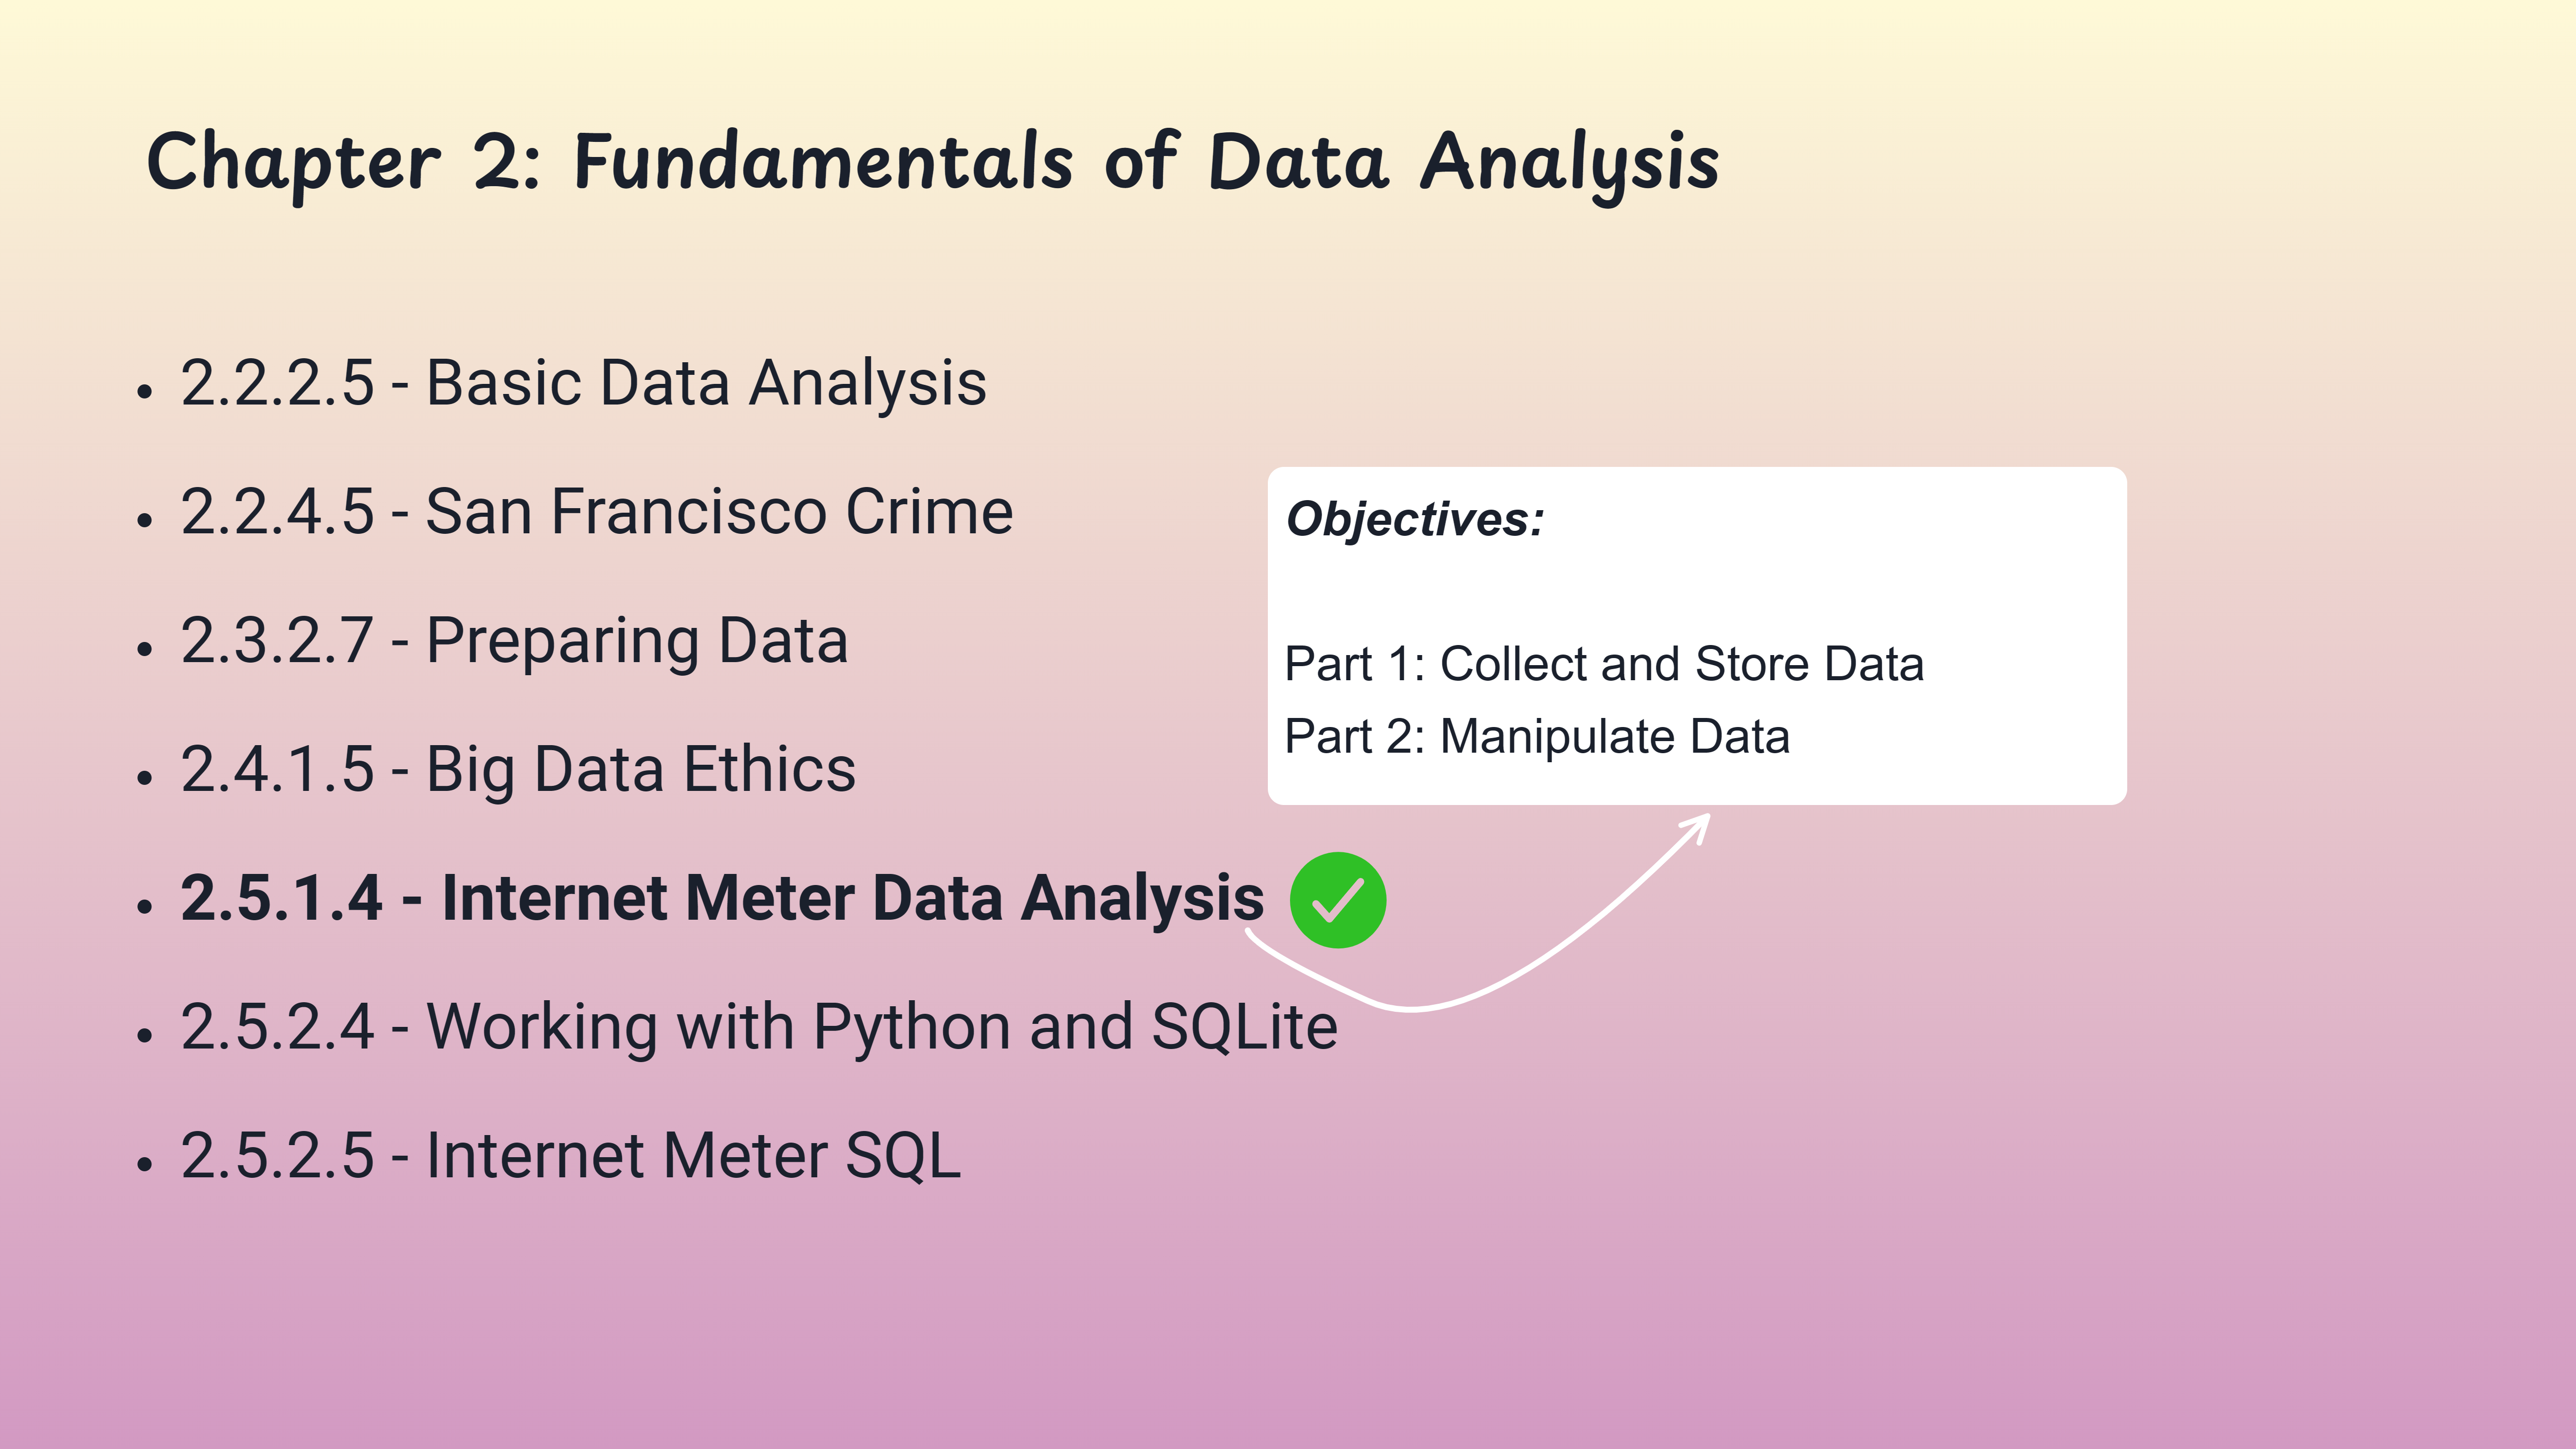 Chapter 2: Fundamentals of Data Analysis
• 2.2.2.5 - Basic Data Analysis
• 2.2.4.5 - San Francisco Crime
• 2.3.2.7 - Preparing Data
• 2.4.1.5 - Big Data Ethics
• 2.5.1.4 - Internet Meter Data Analysis
• 2.5.2.4 - Working with Python and SQLite
• 2.5.2.5 - Internet Meter SQL
Objectives:
Part 1: Collect and Store Data
Part 2: Manipulate Data